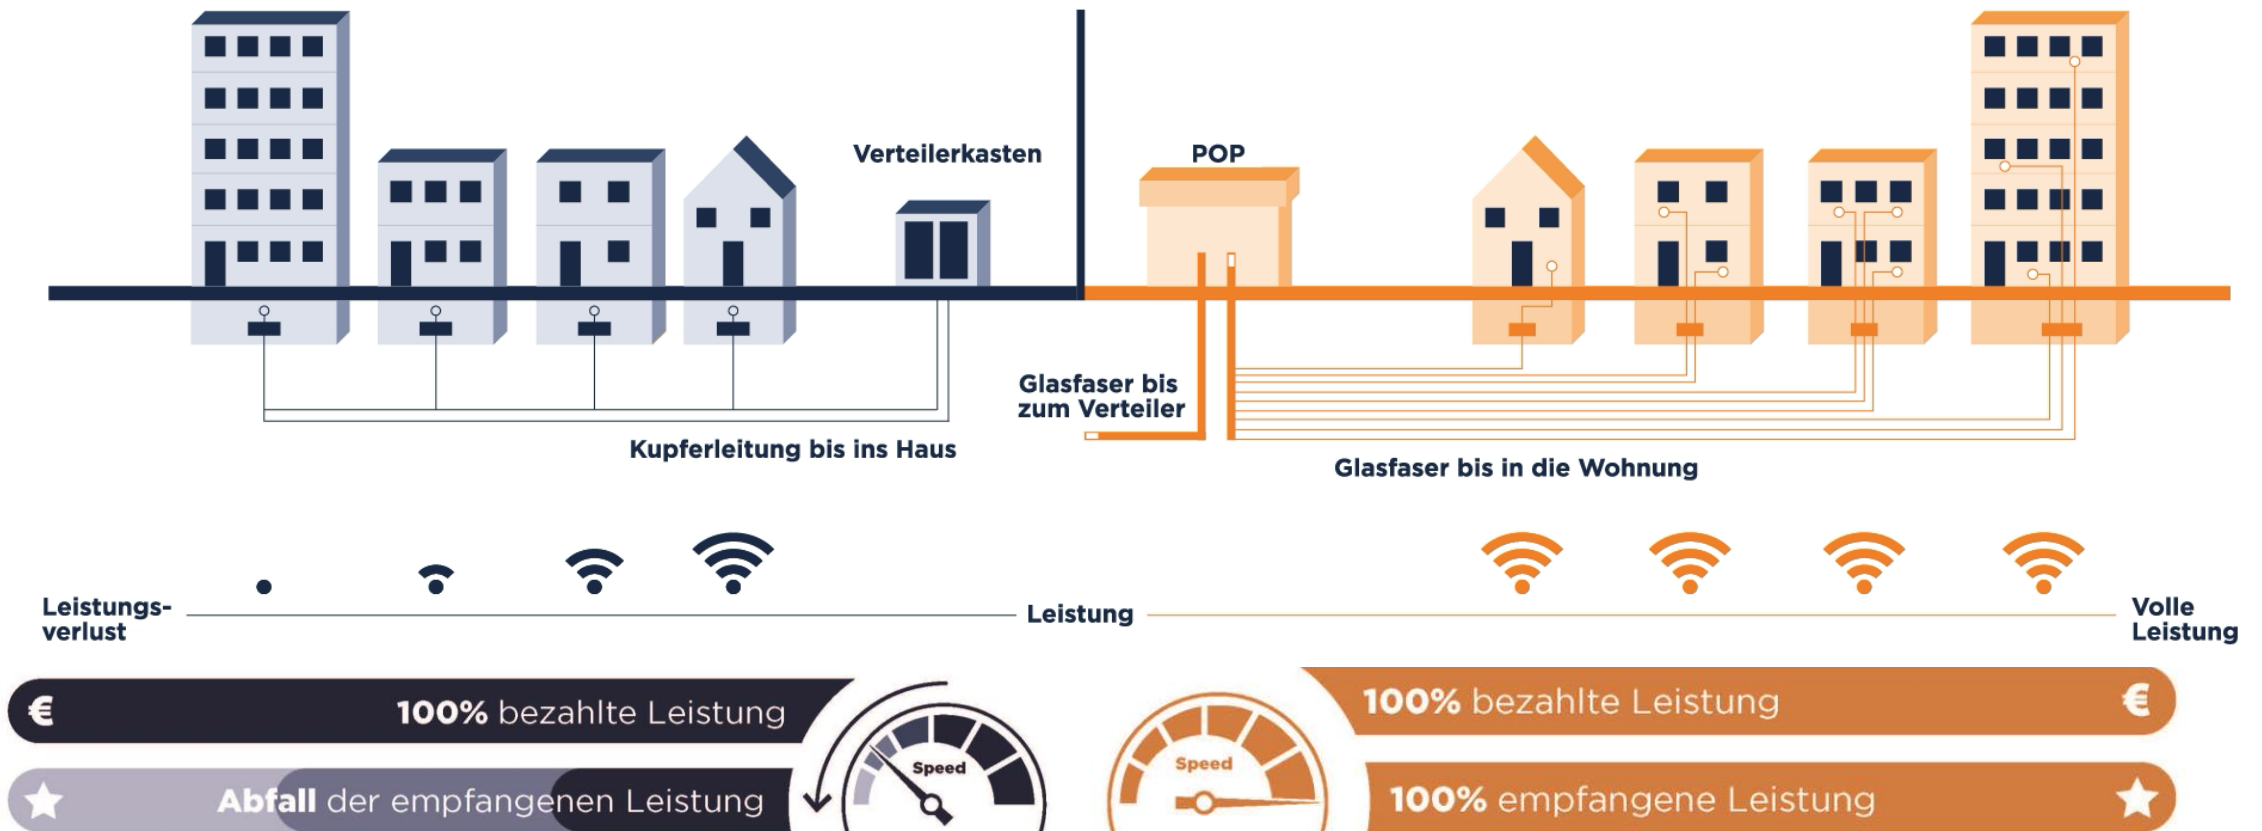 Verteilerkasten
POP
Glasfaser bis
zum Verteiler
Kupferleitung bis ins Haus
Glasfaser bis in die Wohnung
Leistungs-
verlust
Leistung
Volle
Leistung
€ 100% bezahlte Leistung
100% bezahlte Leistung €
Speed
Speed
Abfall der empfangenen Leistung
100% empfangene Leistung